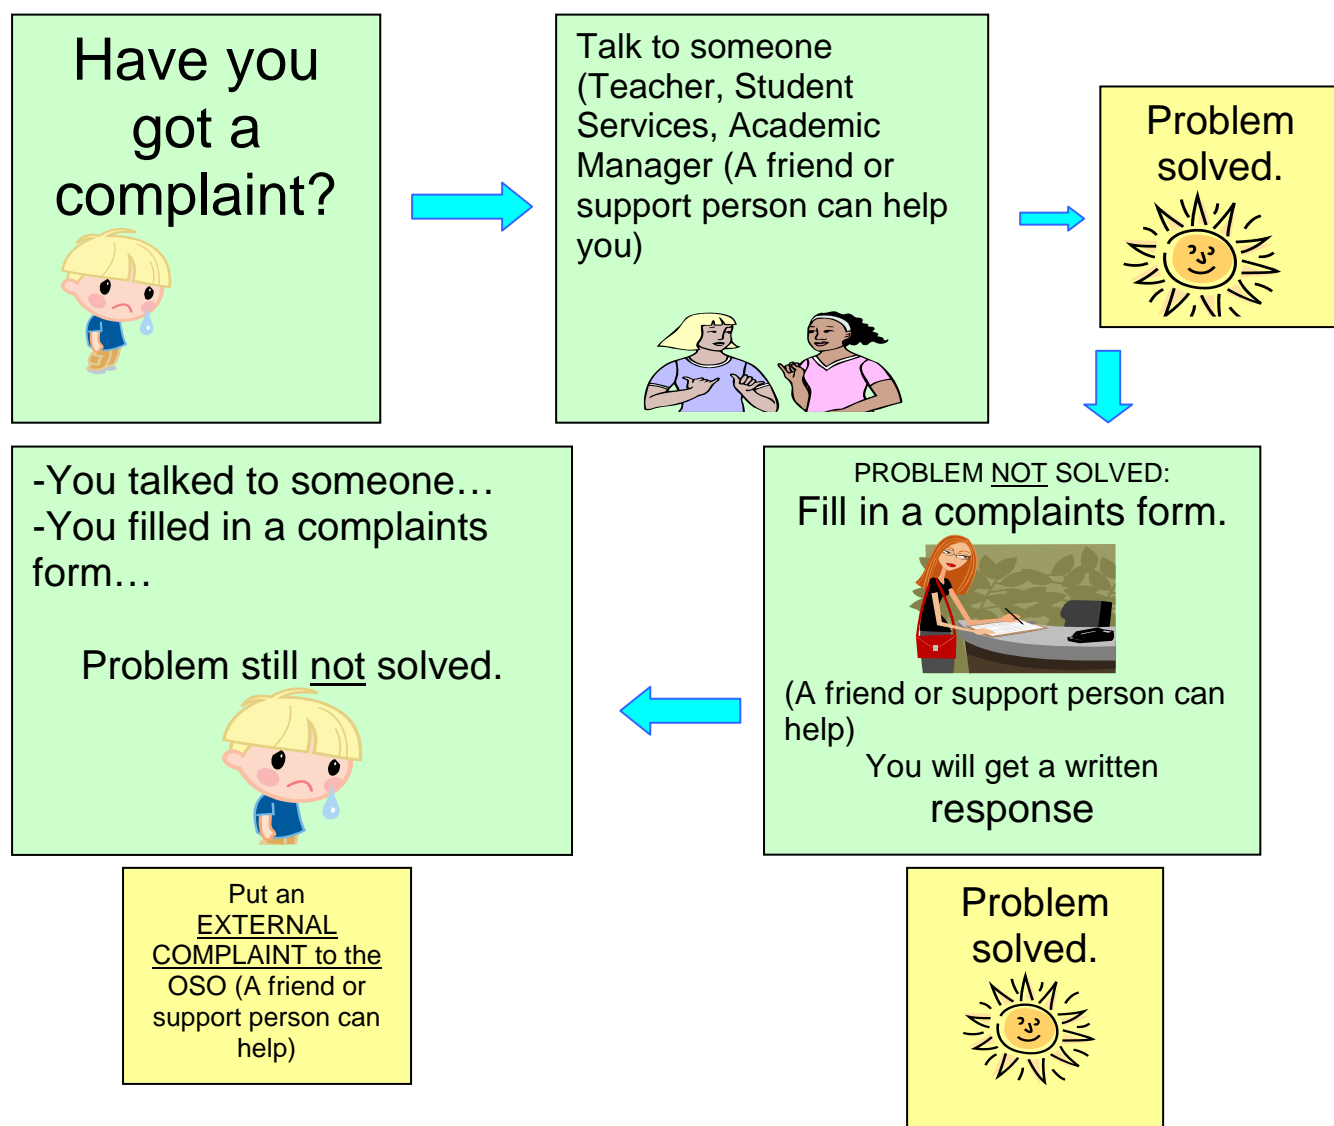 Have you
got a
complaint?
Talk to someone
(Teacher, Student
Services, Academic
Manager (A friend or
support person can help
you)
Problem
solved.
PROBLEM NOT SOLVED:
Fill in a complaints form.
(A friend or support person can
help)
You will get a written
response
-You talked to someone…
-You filled in a complaints
form…
Problem still not solved.
Put an
EXTERNAL
COMPLAINT to the
OSO (A friend or
support person can
help)
Problem
solved.